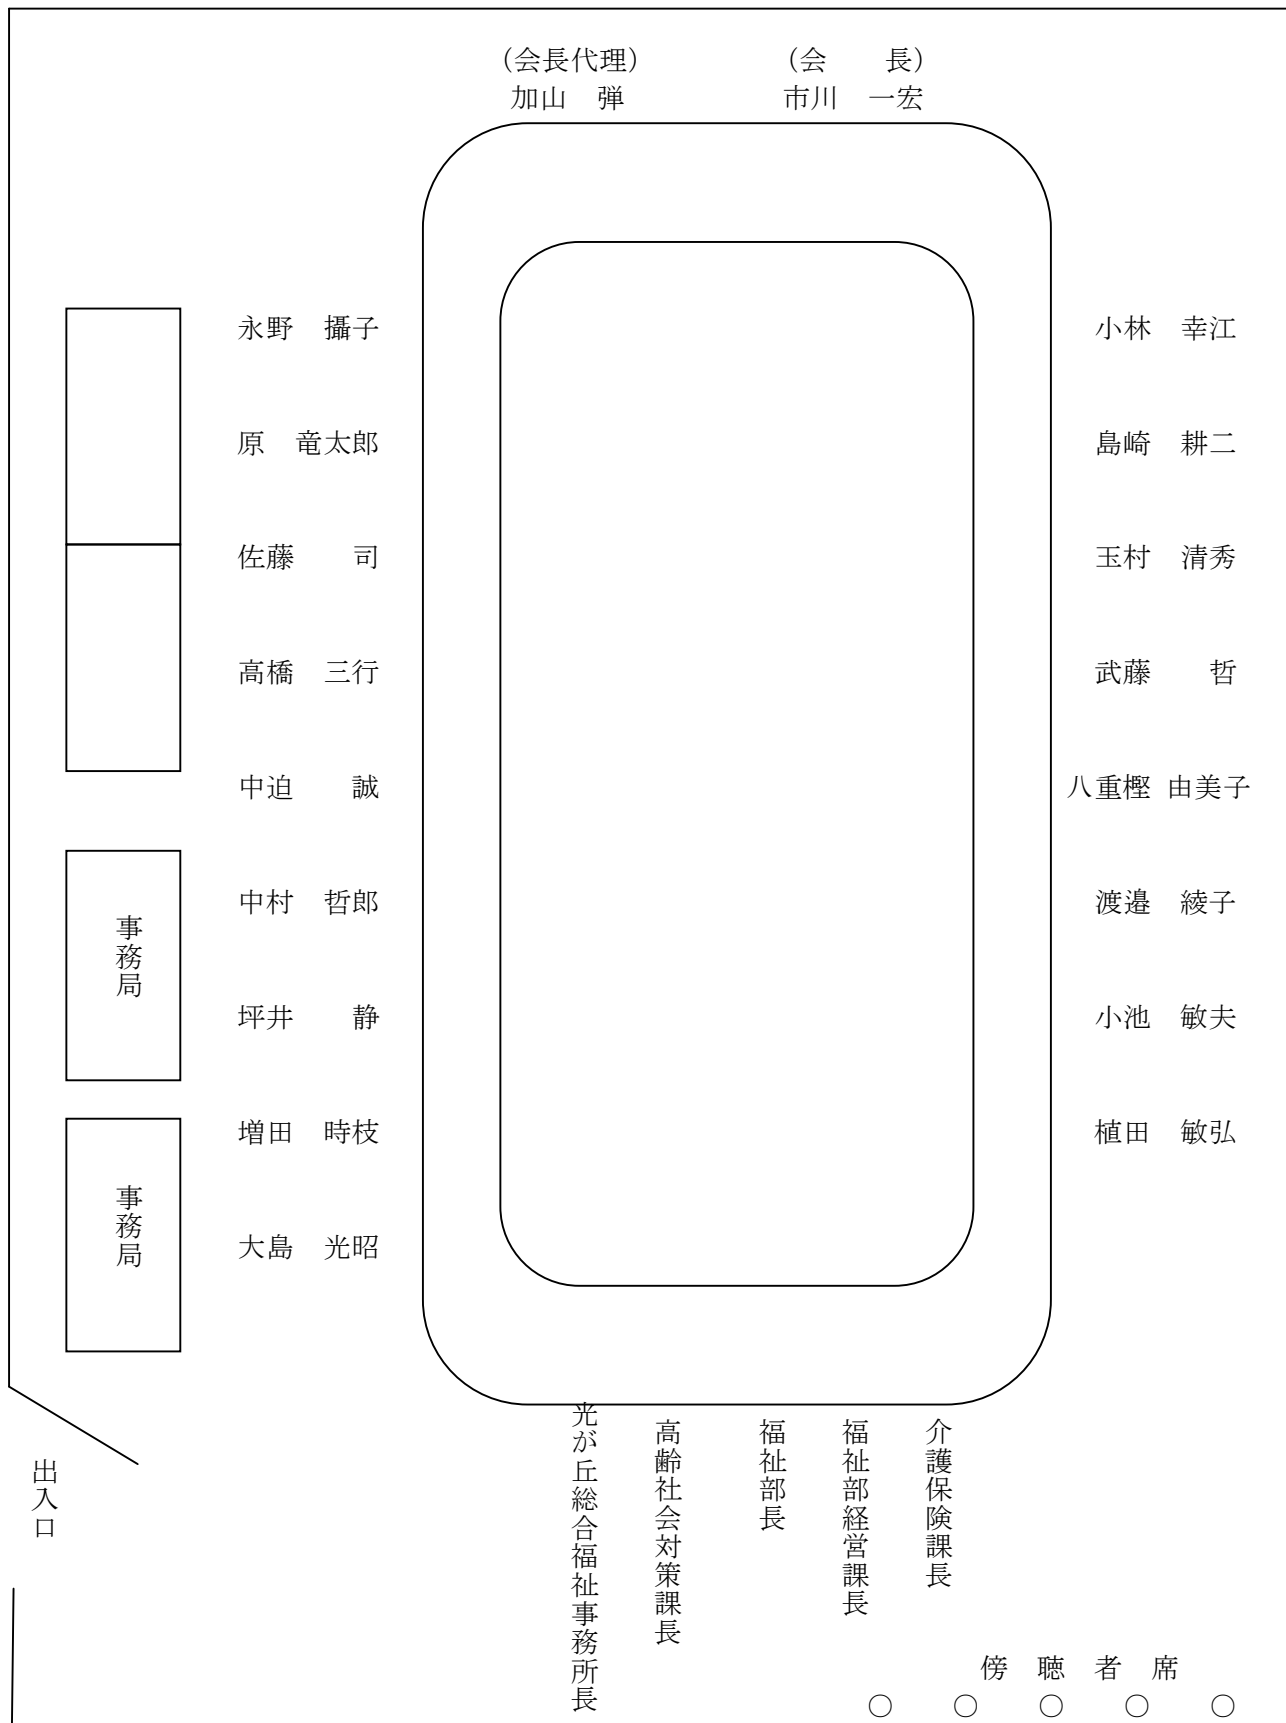 （会長代理）　（会　　長）
加山　弾　市川　一宏
永野　攝子　小林　幸江
原　竜太郎　島崎　耕二
佐藤　　司　玉村　清秀
高橋　三行　武藤　　哲
中迫　　誠　八重樫 由美子
中村　哲郎　渡邉　綾子
事務局
坪井　　静　小池　敏夫
増田　時枝　植田　敏弘
事務局
大島　光昭
出入口
光が丘総合福祉事務所長
高齢社会対策課長
福祉部長
福祉部経営課長
介護保険課長
傍　聴　者　席
○　○　○　○　○